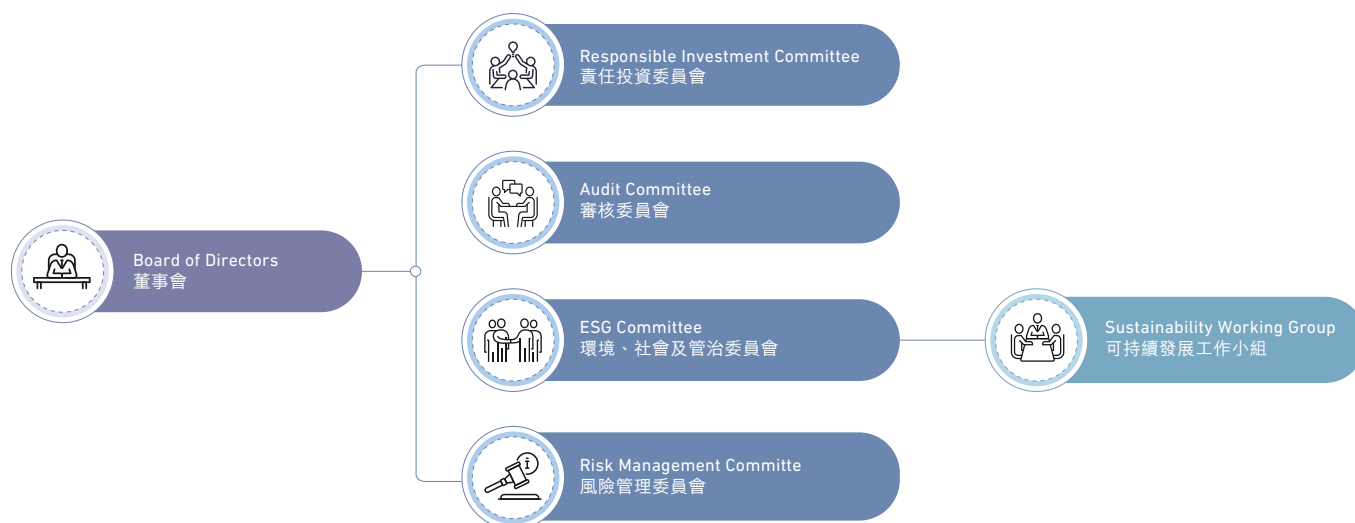 Board of Directors
董事會
Responsible Investment Committee
責任投資委員會
Audit Committee
審核委員會
ESG Committee
環境、社會及管治委員會
Risk Management Committe
風險管理委員會
Sustainability Working Group
可持續發展工作小組